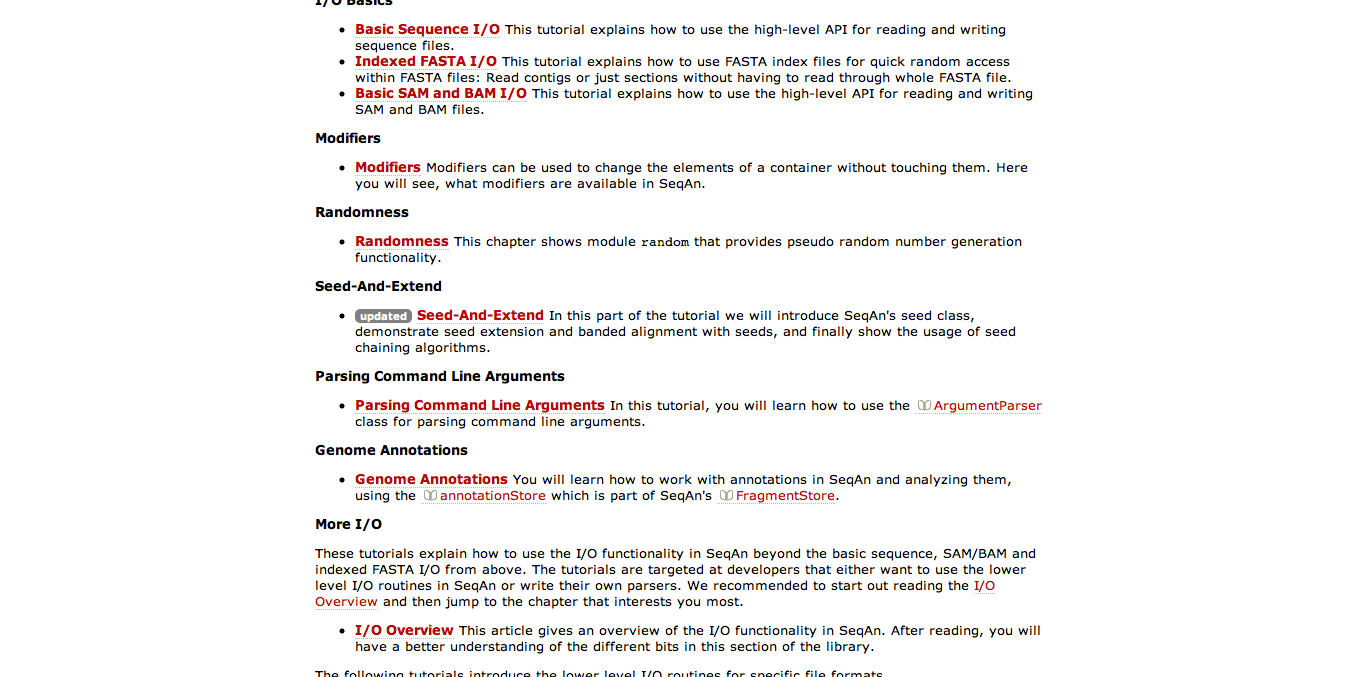 I/O Basics
Basic Sequence I/O This tutorial explains how to use the high-level API for reading and writing
sequence files.
Indexed FASTA I/O This tutorial explains how to use FASTA index files for quick random access
within FASTA files: Read contigs or just sections without having to read through whole FASTA file.
Basic SAM and BAM I/O This tutorial explains how to use the high-level API for reading and writing
SAM and BAM files.
Modifiers
Modifiers Modifiers can be used to change the elements of a container without touching them. Here
you will see, what modifiers are available in SeqAn.
Randomness
Randomness This chapter shows module random that provides pseudo random number generation
functionality.
Seed-And-Extend
updated Seed-And-Extend In this part of the tutorial we will introduce SeqAn's seed class,
demonstrate seed extension and banded alignment with seeds, and finally show the usage of seed
chaining algorithms.
Parsing Command Line Arguments
Parsing Command Line Arguments In this tutorial, you will learn how to use the ArgumentParser
class for parsing command line arguments.
Genome Annotations
Genome Annotations You will learn how to work with annotations in SeqAn and analyzing them,
using the annotationStore which is part of SeqAn's FragmentStore.
More I/O
These tutorials explain how to use the I/O functionality in SeqAn beyond the basic sequence, SAM/BAM and
indexed FASTA I/O from above. The tutorials are targeted at developers that either want to use the lower
level I/O routines in SeqAn or write their own parsers. We recommended to start out reading the I/O
Overview and then jump to the chapter that interests you most.
I/O Overview This article gives an overview of the I/O functionality in SeqAn. After reading, you will
have a better understanding of the different bits in this section of the library.
The following tutorials introduce the lower level I/O routines for specific file formats.